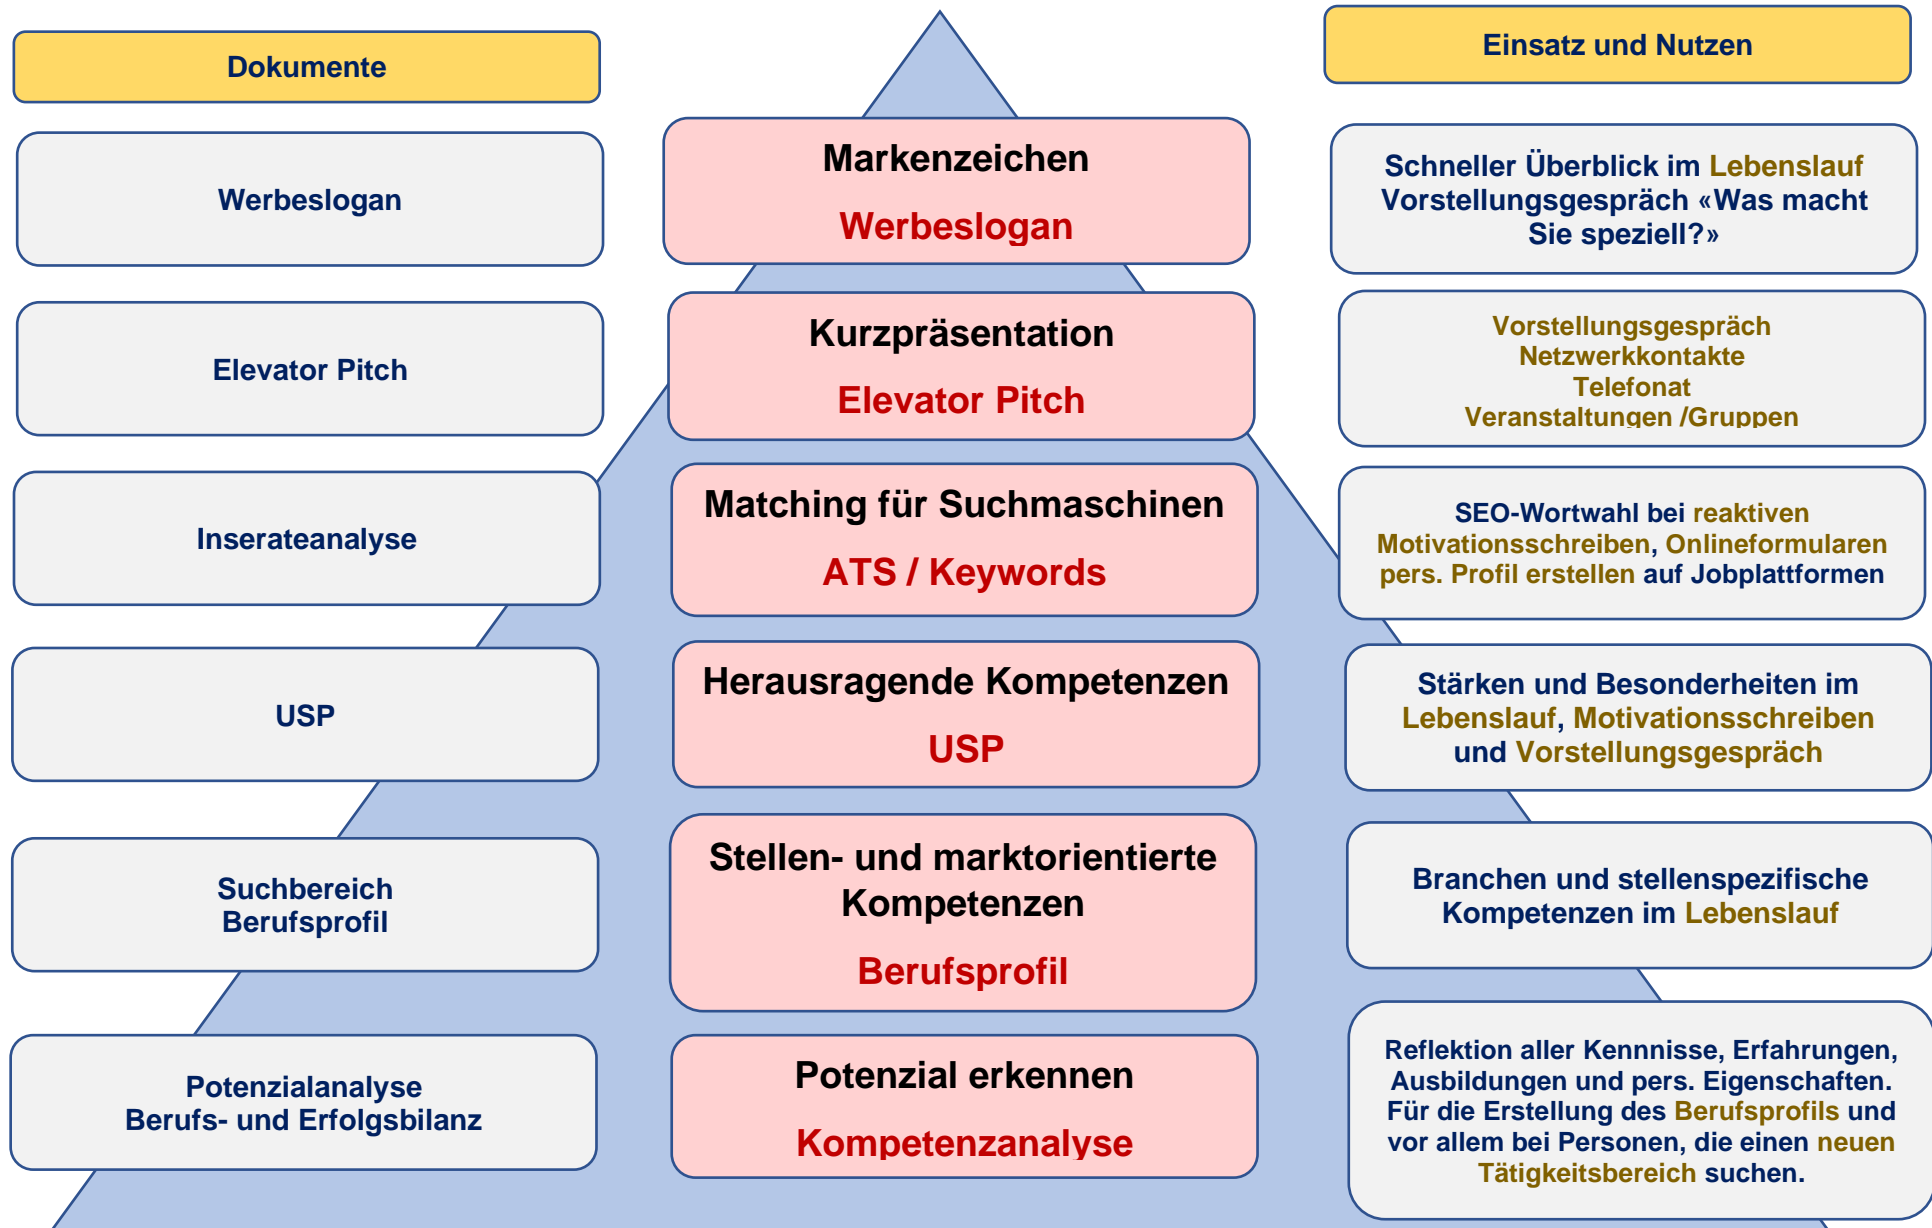 Dokumente
Einsatz und Nutzen
Werbeslogan
Markenzeichen
Werbeslogan
Schneller Überblick im Lebenslauf
Vorstellungsgespräch «Was macht
Sie speziell?»
Elevator Pitch
Kurzpräsentation
Elevator Pitch
Vorstellungsgespräch
Netzwerkkontakte
Telefonat
Veranstaltungen /Gruppen
Inserateanalyse
Matching für Suchmaschinen
ATS / Keywords
SEO-Wortwahl bei reaktiven
Motivationsschreiben, Onlineformularen
pers. Profil erstellen auf Jobplattformen
USP
Herausragende Kompetenzen
USP
Stärken und Besonderheiten im
Lebenslauf, Motivationsschreiben
und Vorstellungsgespräch
Suchbereich
Berufsprofil
Stellen- und marktorientierte
Kompetenzen
Berufsprofil
Branchen und stellenspezifische
Kompetenzen im Lebenslauf
Potenzialanalyse
Berufs- und Erfolgsbilanz
Potenzial erkennen
Kompetenzanalyse
Reflektion aller Kennnisse, Erfahrungen,
Ausbildungen und pers. Eigenschaften.
Für die Erstellung des Berufsprofils und
vor allem bei Personen, die einen neuen
Tätigkeitsbereich suchen.